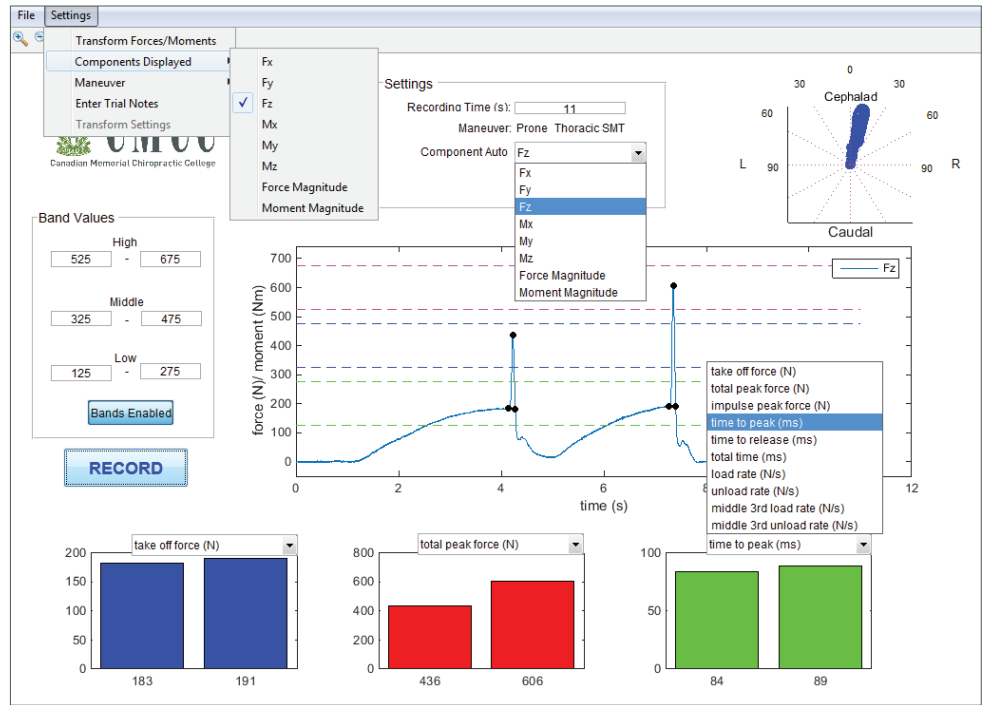 File Settings
Transform Forces/Moments
Components Displayed
Maneuver
Enter Trial Notes
Transform Settings
Fx
Fy
Fz
Mx
My
Mz
Force Magnitude
Moment Magnitude
CMCC
Canadian Memorial Chiropractic College
Settings
Recording Time (s): 11
Maneuver: Prone Thoracic SMT
Component Auto Fz
Fx
Fy
Fz
Mx
My
Mz
Force Magnitude
Moment Magnitude
0
30 30
Cephalad
60 60
L 90 90 R
Caudal
Band Values
High
525 - 675
Middle
325 - 475
Low
125 - 275
Bands Enabled
RECORD
force (N)/ moment (Nm)
700
600
500
400
300
200
100
0
0 2 4 6 8 12
time (s)
Fz
take off force (N)
total peak force (N)
impulse peak force (N)
time to peak (ms)
time to release (ms)
total time (ms)
load rate (N/s)
unload rate (N/s)
middle 3rd load rate (N/s)
middle 3rd unload rate (N/s)
take off force (N)
200
150
100
50
0
183 191
total peak force (N)
800
600
400
200
0
436 606
time to peak (ms)
100
50
0
84 89